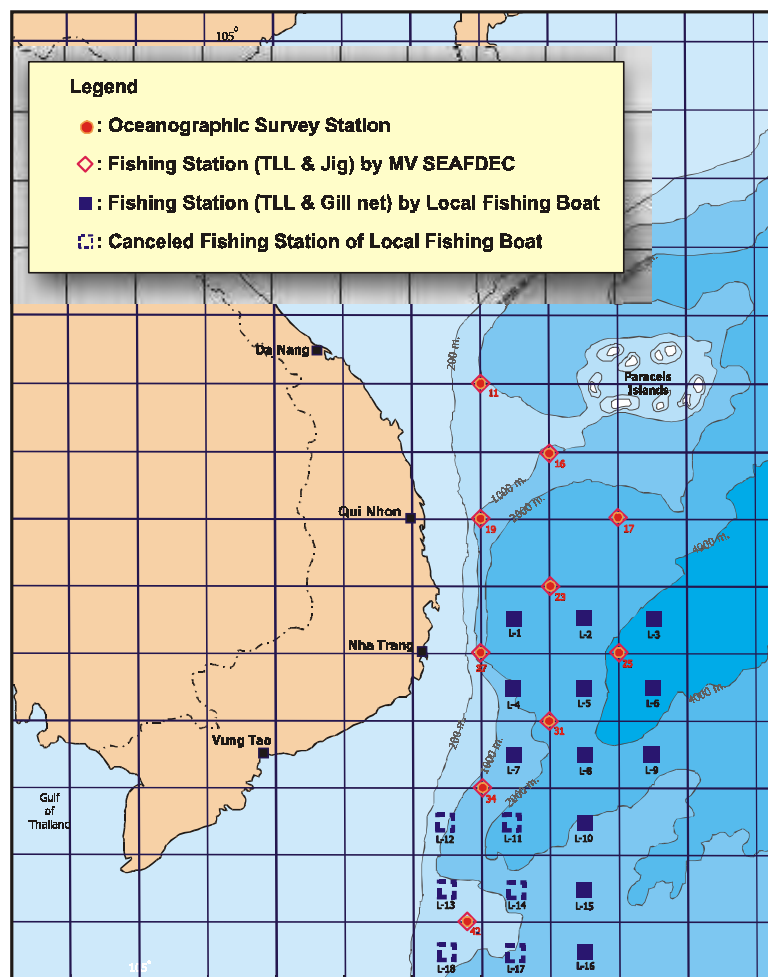 105°
Legend
: Oceanographic Survey Station
: Fishing Station (TLL & Jig) by MV SEAFDEC
: Fishing Station (TLL & Gill net) by Local Fishing Boat
: Canceled Fishing Station of Local Fishing Boat
Da Nang
200 m.
Paracels
Islands
11
16
1000 m.
2000 m.
Qui Nhon
19
17
4000 m.
23
L-1
L-2
L-3
Nha Trang
27
25
L-4
L-5
L-6
4000 m.
31
Vung Tao
200 m.
1000 m.
L-7
L-8
L-9
Gulf
of
Thailand
34
2000 m.
L-12
L-11
L-10
L-13
L-14
L-15
42
L-18
L-17
L-16
105°